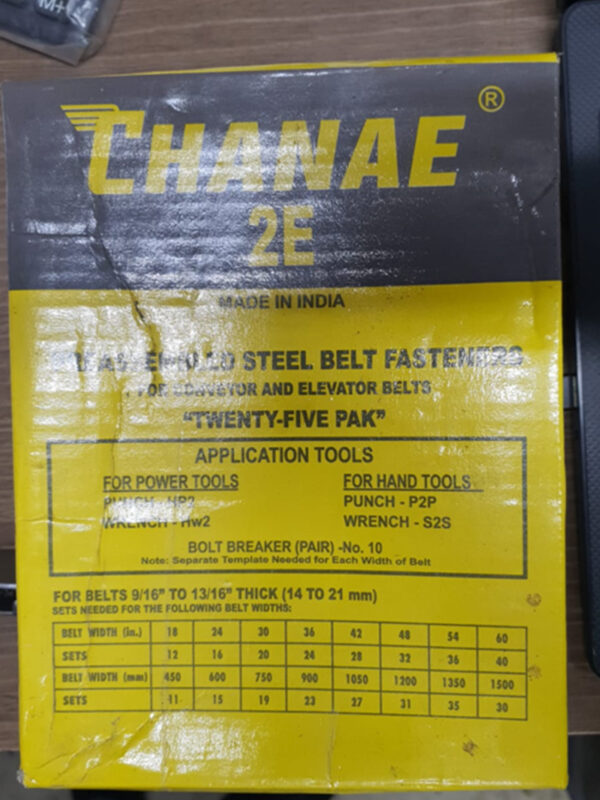 M+
CHANAE ®
2E
MADE IN INDIA
STEEL BELT FASTENERS
FOR CONVEYOR AND ELEVATOR BELTS
"TWENTY-FIVE PAK"
APPLICATION TOOLS
FOR POWER TOOLS FOR HAND TOOLS
PUNCH - HP2 PUNCH - P2P
WRENCH - Hw2 WRENCH - S2S
BOLT BREAKER (PAIR) -No. 10
Note: Separate Template Needed for Each Width of Belt
FOR BELTS 9/16" TO 13/16" THICK (14 TO 21 mm)
SETS NEEDED FOR THE FOLLOWING BELT WIDTHS:
BELT WIDTH (in.) 18 24 30 36 42 48 54 60
SETS 12 16 20 24 28 32 36 40
BELT WIDTH (mm) 450 600 750 900 1050 1200 1350 1500
SETS 11 15 19 23 27 31 35 30